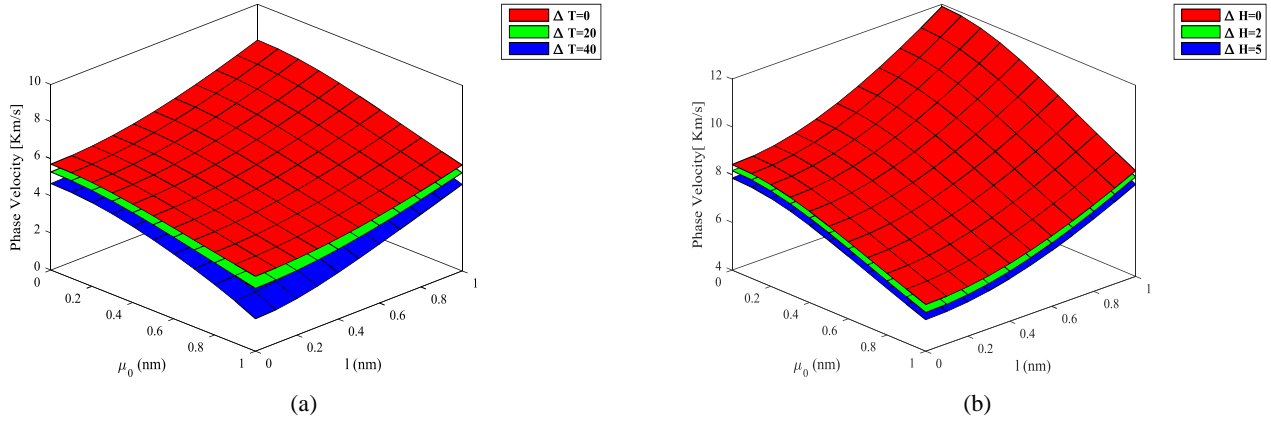 Δ T=0
Δ T=20
Δ T=40
Phase Velocity [Km/s]
10
8
6
4
2
0
0
0.2
0.4
0.6
0.8
1
μ0 (nm)
0
0.2
0.4
0.6
0.8
1
l (nm)
(a)
Δ H=0
Δ H=2
Δ H=5
Phase Velocity[ Km/s]
12
10
8
6
4
0
0.2
0.4
0.6
0.8
1
μ0 (nm)
0
0.2
0.4
0.6
0.8
1
l (nm)
(b)